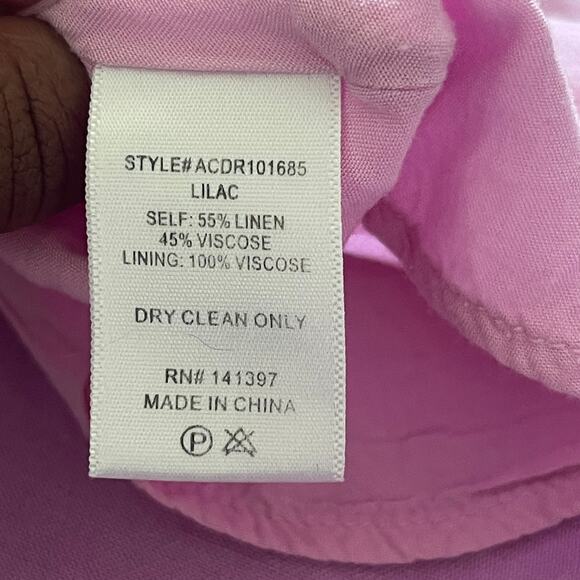 STYLE#ACDR101685
LILAC
SELF: 55% LINEN
45% VISCOSE
LINING: 100% VISCOSE
DRY CLEAN ONLY
RN# 141397
MADE IN CHINA
P